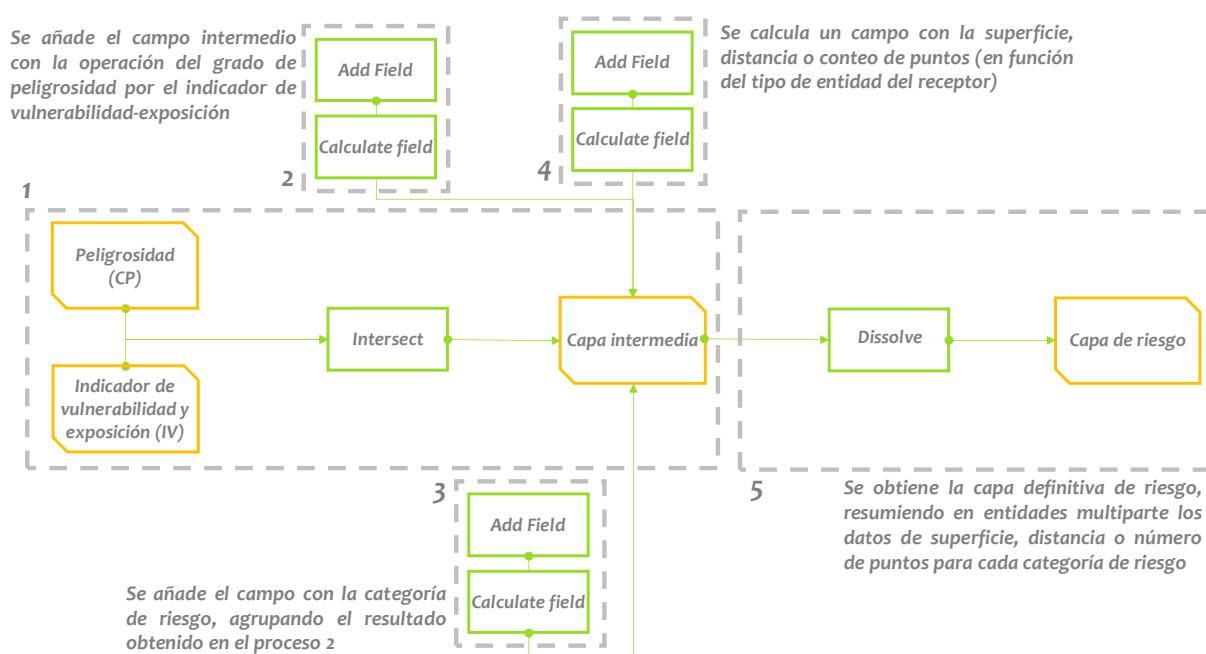 Se añade el campo intermedio
con la operación del grado de
peligrosidad por el indicador de
vulnerabilidad-exposición
Add Field
Calculate field
2
Add Field
Calculate field
4
Se calcula un campo con la superficie,
distancia o conteo de puntos (en función
del tipo de entidad del receptor)
1
Peligrosidad
(CP)
Indicador de
vulnerabilidad y
exposición (IV)
Intersect
Capa intermedia
Dissolve
Capa de riesgo
3
Add Field
Calculate field
Se añade el campo con la categoría
de riesgo, agrupando el resultado
obtenido en el proceso 2
5
Se obtiene la capa definitiva de riesgo,
resumiendo en entidades multiparte los
datos de superficie, distancia o número
de puntos para cada categoría de riesgo